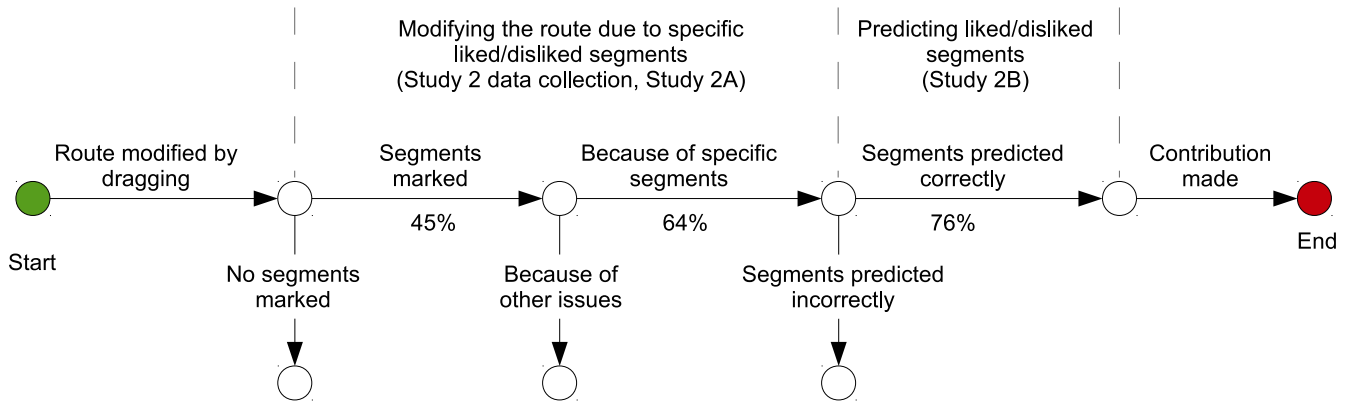 Modifying the route due to specific
liked/disliked segments
(Study 2 data collection, Study 2A)
Predicting liked/disliked
segments
(Study 2B)
Route modified by
dragging
Segments
marked
Because of specific
segments
Segments predicted
correctly
Contribution
made
45%
64%
76%
Start
End
No segments
marked
Because of
other issues
Segments predicted
incorrectly